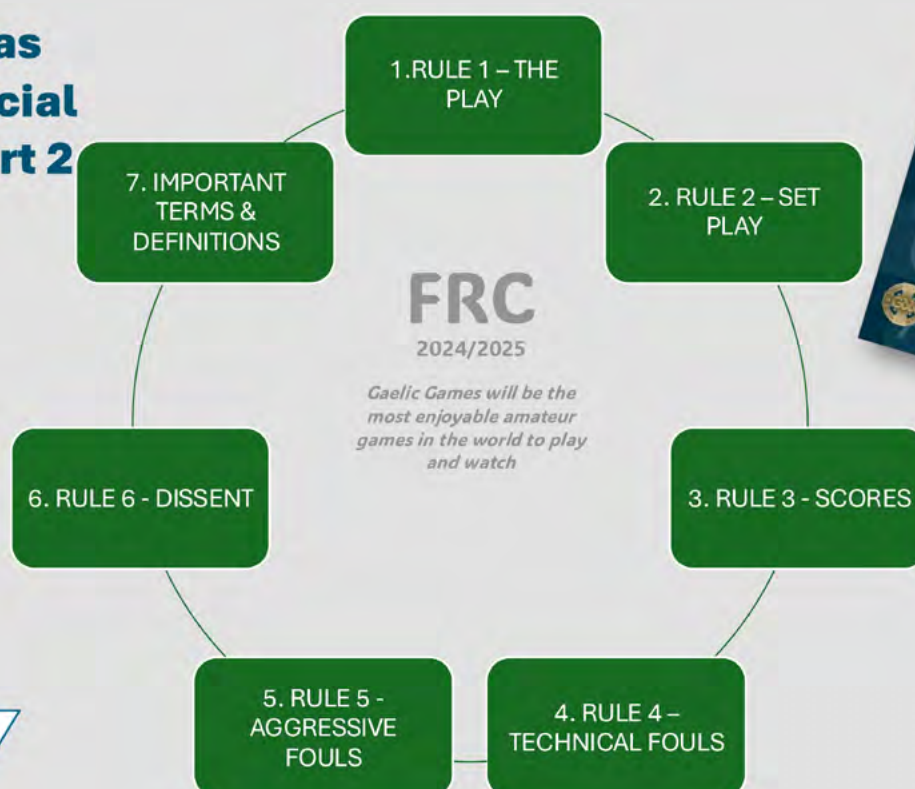 as
cial
rt 2
1.RULE 1 – THE
PLAY
2. RULE 2 – SET
PLAY
3. RULE 3 - SCORES
4. RULE 4 –
TECHNICAL FOULS
5. RULE 5 -
AGGRESSIVE
FOULS
6. RULE 6 - DISSENT
7. IMPORTANT
TERMS &
DEFINITIONS
FRC
2024/2025
Gaelic Games will be the
most enjoyable amateur
games in the world to play
and watch